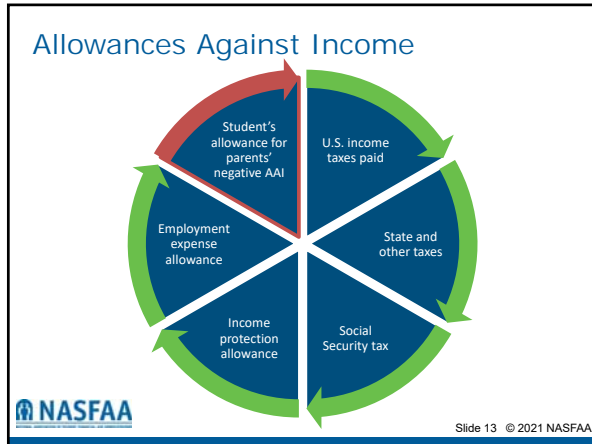 Allowances Against Income
Student's
allowance for
parents'
negative AAI
U.S. income
taxes paid
Employment
expense
allowance
State and
other taxes
Income
protection
allowance
Social
Security tax
NASFAA
Slide 13 © 2021 NASFAA